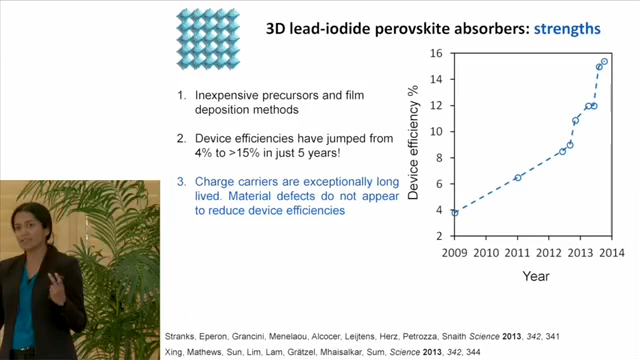 3D lead-iodide perovskite absorbers: strengths
1. Inexpensive precursors and film
deposition methods
2. Device efficiencies have jumped from
4% to >15% in just 5 years!
3. Charge carriers are exceptionally long
lived. Material defects do not appear
to reduce device efficiencies
Device efficiency %
16
14
12
10
8
6
4
2
2009 2010 2011 2012 2013 2014
Year
Stranks, Eperon, Grancini, Menelaou, Alcocer, Leijtens, Herz, Petrozza, Snaith Science 2013, 342, 341
Xing, Mathews, Sun, Lim, Lam, Grätzel, Mhaisalkar, Sum, Science 2013, 342, 344